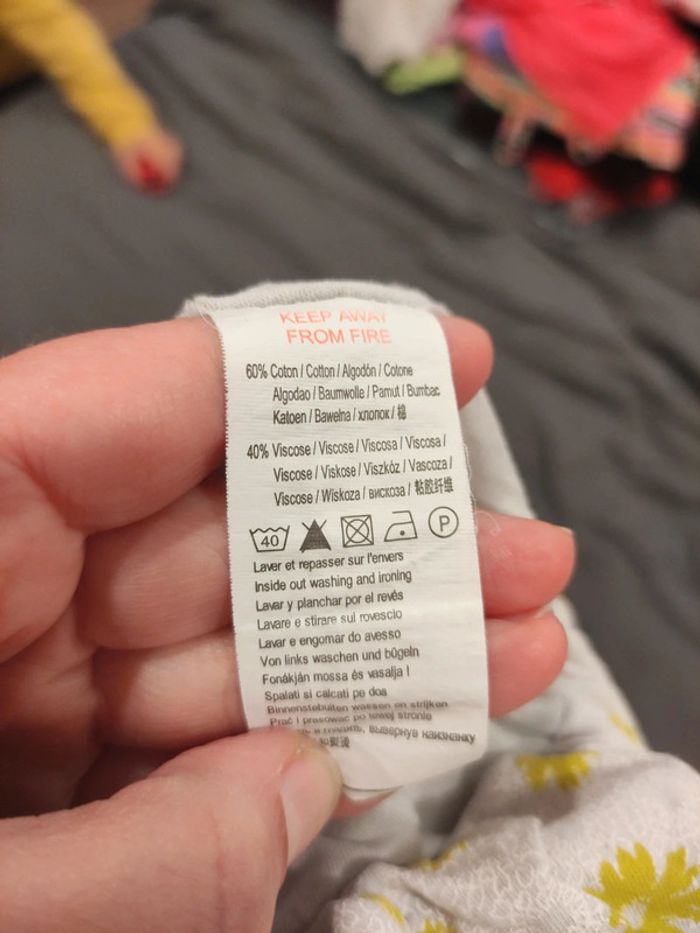 KEEP AWAY
FROM FIRE
60% Coton / Cotton / Algodón / Cotone
Algodao / Baumwolle / Pamut / Bumbac
Katoen / Bawełna / хлопок / 棉
40% Viscose / Viscose / Viscosa / Viscosa /
Viscose / Viskose / Viszkóz / Vascoza /
Viscose / Wiskoza / вискоза / 粘胶纤维
40 P
Laver et repasser sur l'envers
Inside out washing and ironing
Lavar y planchar por el revés
Lavare e stirare sul rovescio
Lavar e engomar do avesso
Von links waschen und bügeln
Fonákján mossa és vasalja !
Spalati si calcati pe dos
Binnenstebuiten wassen en strijken
Prać i prasować po lewej stronie
и гладить, вывернув наизнанку